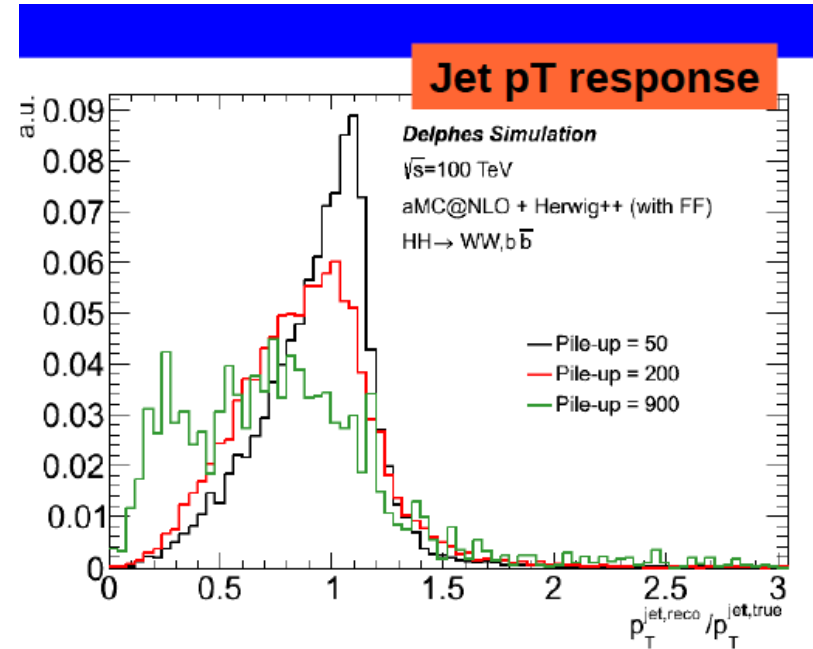 Jet pT response
a.u.
Delphes Simulation
√s=100 TeV
aMC@NLO + Herwig++ (with FF)
HH→ WW,b b̅
Pile-up = 50
Pile-up = 200
Pile-up = 900
0.09
0.08
0.07
0.06
0.05
0.04
0.03
0.02
0.01
0
0 0.5 1 1.5 2 2.5 3
p_T^jet,reco /p_T^jet,true